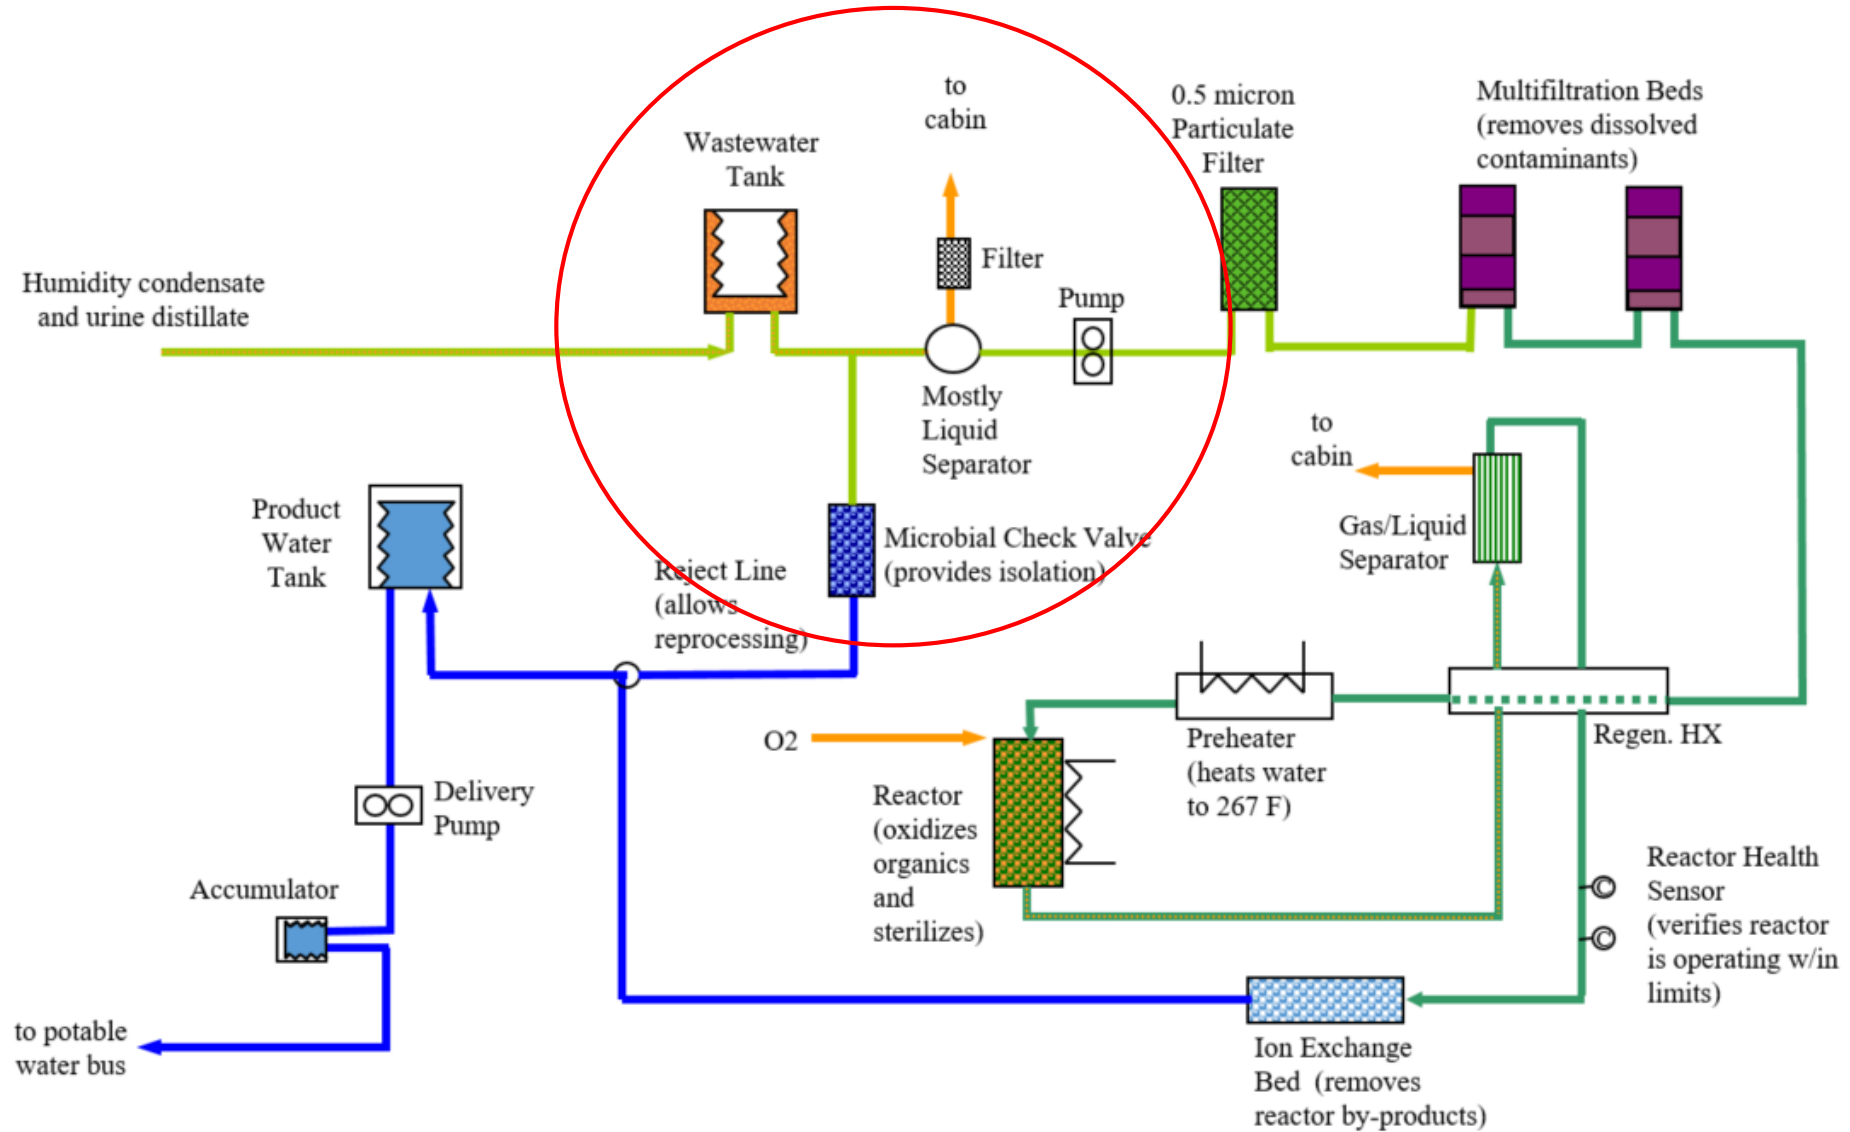 to
cabin
Wastewater
Tank
0.5 micron
Particulate
Filter
Multifiltration Beds
(removes dissolved
contaminants)
Humidity condensate
and urine distillate
Filter
Pump
Mostly
Liquid
Separator
to
cabin
Gas/Liquid
Separator
Product
Water
Tank
Microbial Check Valve
(provides isolation)
Reject Line
(allows
reprocessing)
O2
Preheater
(heats water
to 267 F)
Regen. HX
Reactor
(oxidizes
organics
and
sterilizes)
Delivery
Pump
Accumulator
Reactor Health
Sensor
(verifies reactor
is operating w/in
limits)
to potable
water bus
Ion Exchange
Bed (removes
reactor by-products)